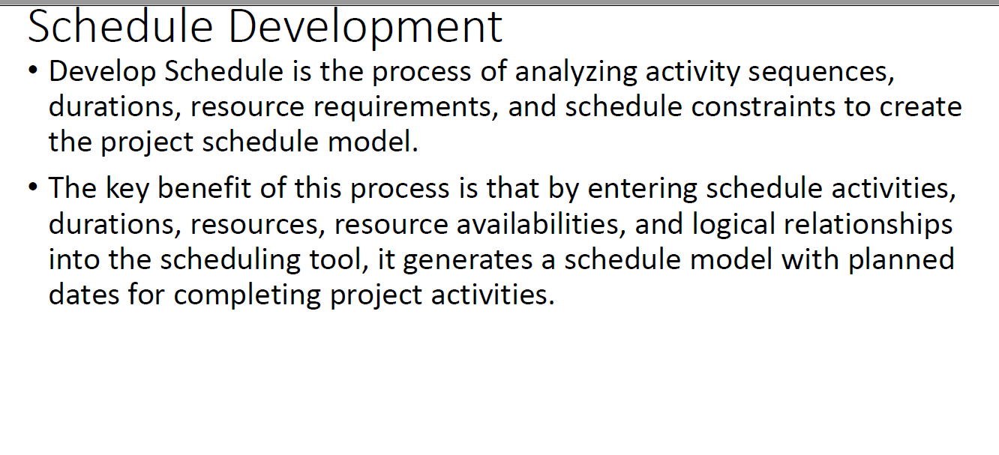 Schedule Development
• Develop Schedule is the process of analyzing activity sequences,
durations, resource requirements, and schedule constraints to create
the project schedule model.
• The key benefit of this process is that by entering schedule activities,
durations, resources, resource availabilities, and logical relationships
into the scheduling tool, it generates a schedule model with planned
dates for completing project activities.